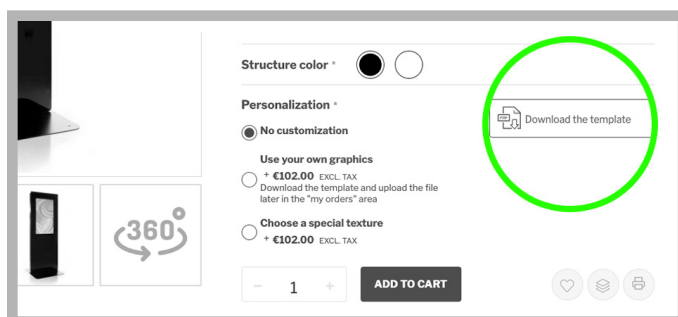 Structure color *
Personalization *
No customization
Use your own graphics
+ €102.00 EXCL. TAX
Download the template and upload the file
later in the "my orders" area
Choose a special texture
+ €102.00 EXCL. TAX
PDF
Download the template
360°
- 1 +
ADD TO CART